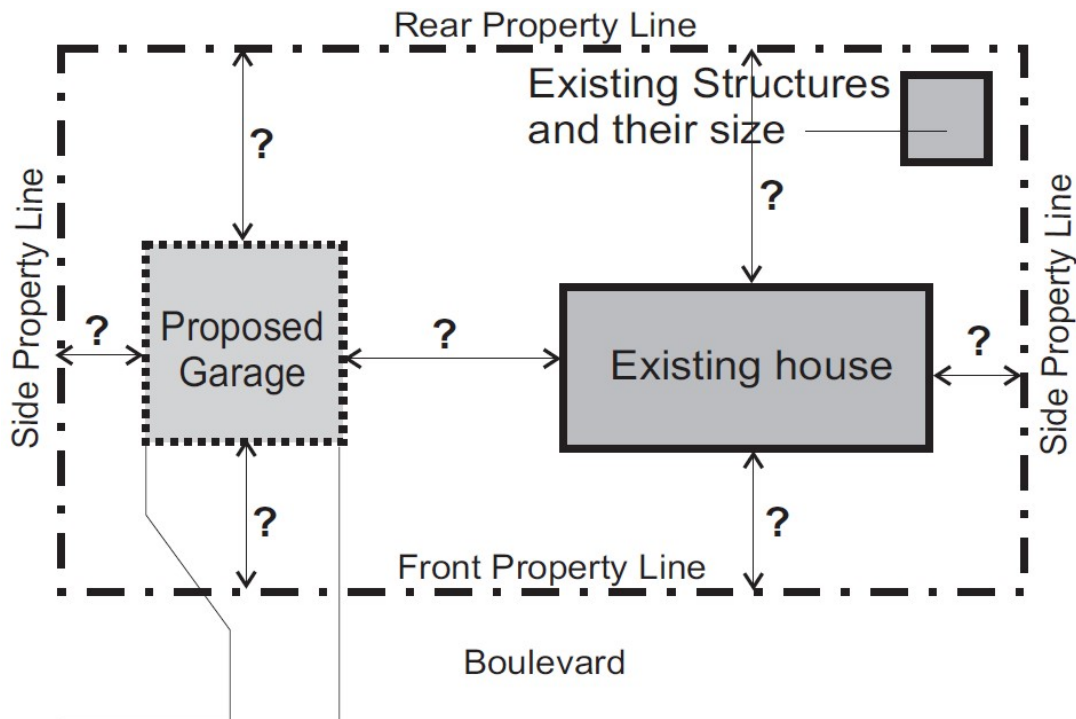 Rear Property Line
Existing Structures
and their size
?
?
Side Property Line
Side Property Line
?
Proposed
Garage
?
Existing house
?
?
?
Front Property Line
Boulevard